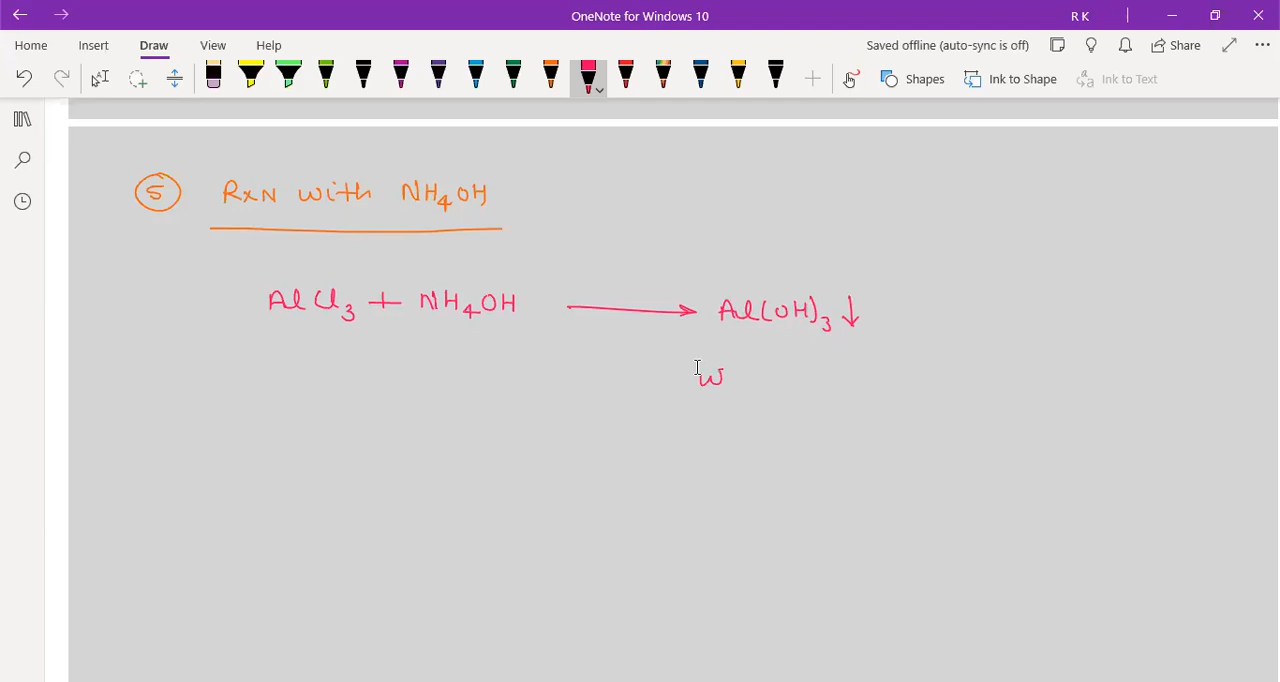 OneNote for Windows 10
R K
Home Insert Draw View Help
Saved offline (auto-sync is off) Share
Shapes Ink to Shape Ink to Text
5 RxN with NH4OH
AlCl3 + NH4OH → Al(OH)3 ↓
W